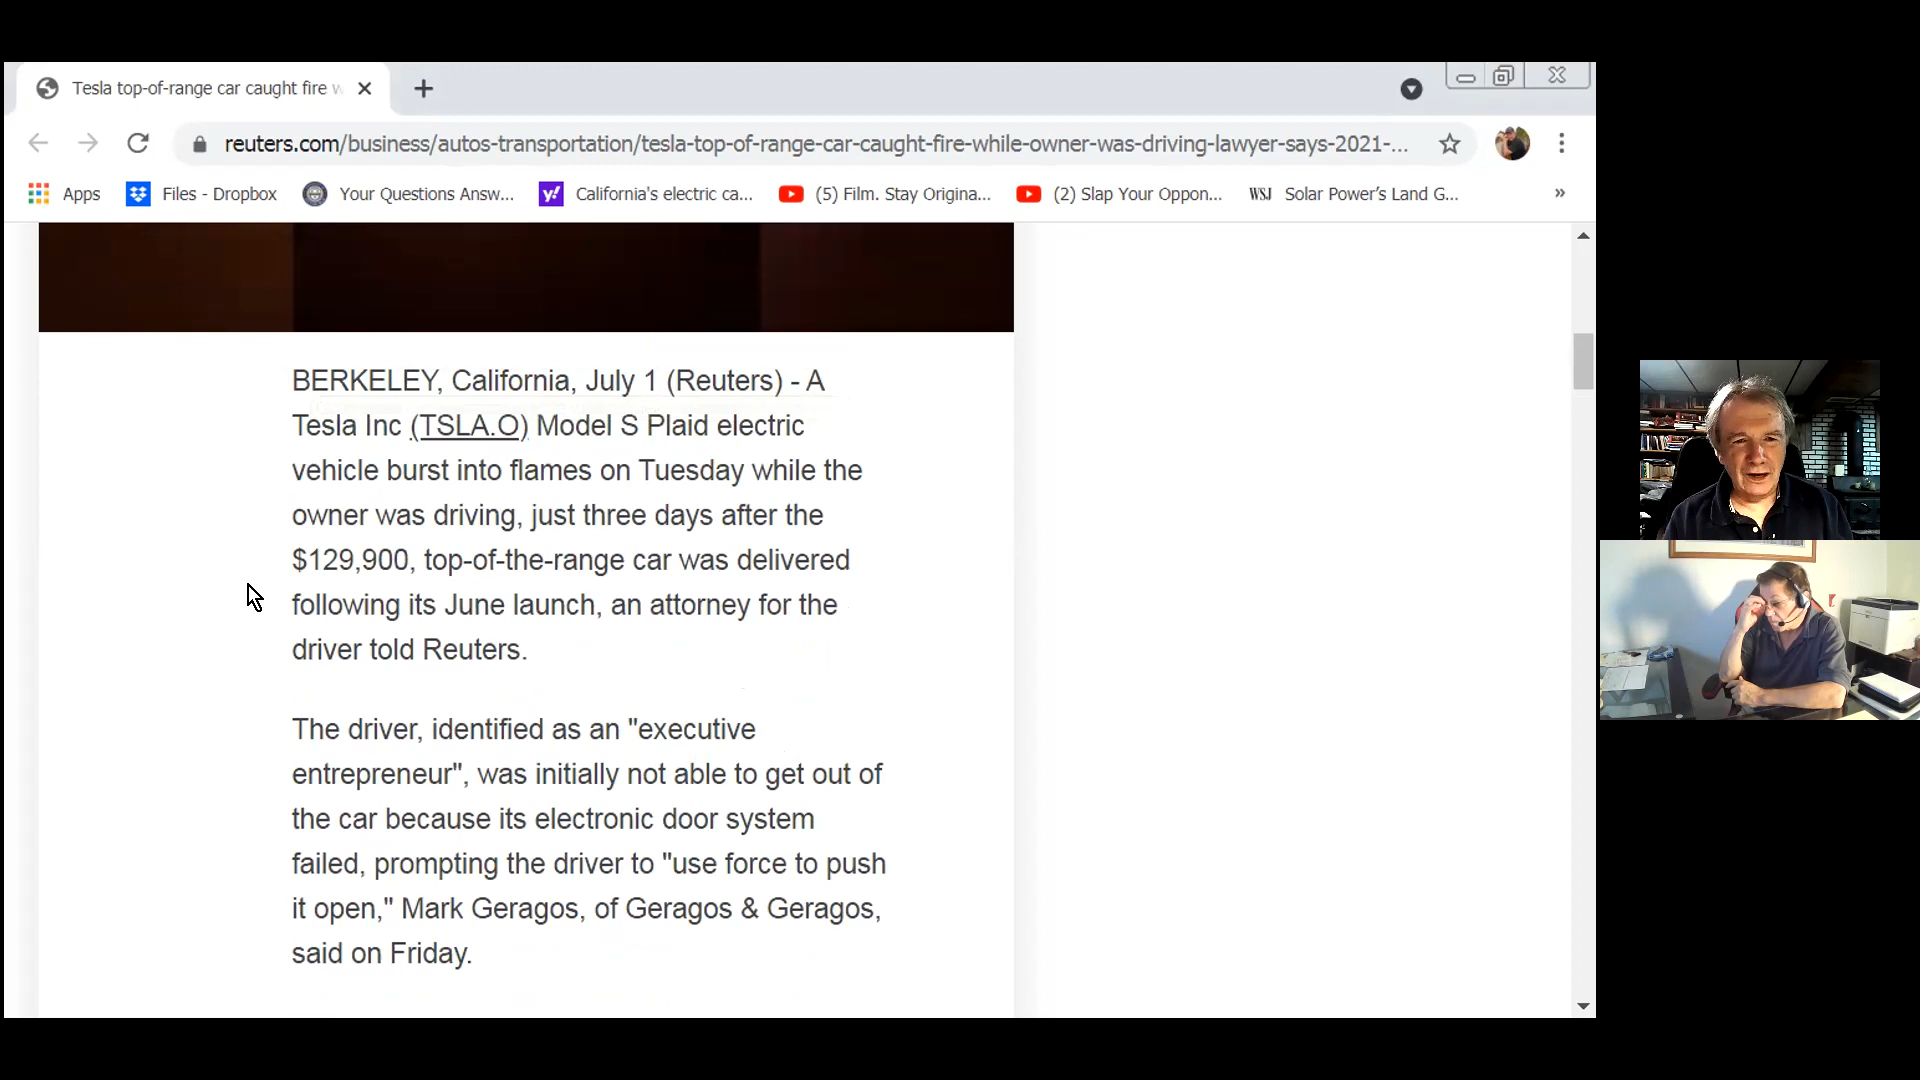 Tesla top-of-range car caught fire w
reuters.com/business/autos-transportation/tesla-top-of-range-car-caught-fire-while-owner-was-driving-lawyer-says-2021-...
Apps Files - Dropbox Your Questions Answ... y! California's electric ca... (5) Film. Stay Origina... (2) Slap Your Oppon... WSJ Solar Power's Land G... »
BERKELEY, California, July 1 (Reuters) - A
Tesla Inc (TSLA.O) Model S Plaid electric
vehicle burst into flames on Tuesday while the
owner was driving, just three days after the
$129,900, top-of-the-range car was delivered
following its June launch, an attorney for the
driver told Reuters.
The driver, identified as an "executive
entrepreneur", was initially not able to get out of
the car because its electronic door system
failed, prompting the driver to "use force to push
it open," Mark Geragos, of Geragos & Geragos,
said on Friday.